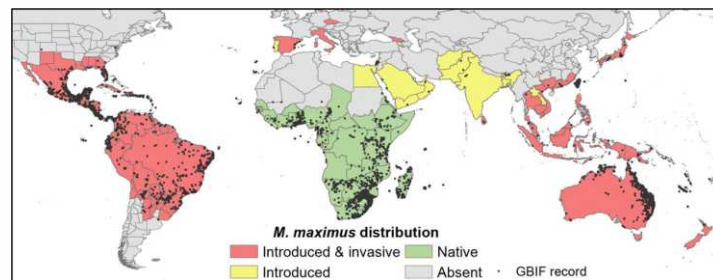 M. maximus distribution
Introduced & invasive Native
Introduced Absent • GBIF record